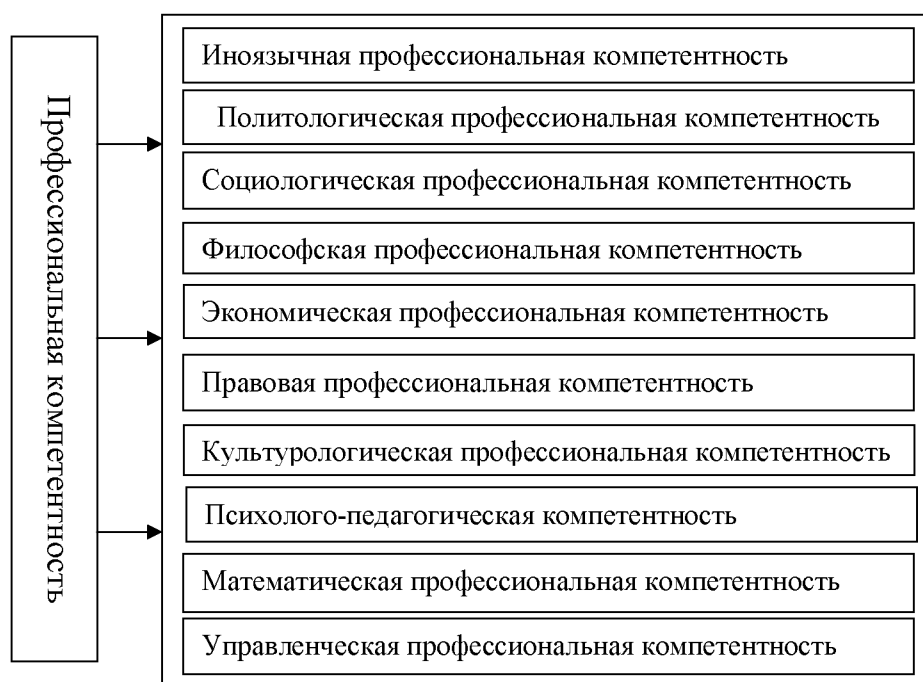 Профессиональная компетентность
Иноязычная профессиональная компетентность
Политологическая профессиональная компетентность
Социологическая профессиональная компетентность
Философская профессиональная компетентность
Экономическая профессиональная компетентность
Правовая профессиональная компетентность
Культурологическая профессиональная компетентность
Психолого-педагогическая компетентность
Математическая профессиональная компетентность
Управленческая профессиональная компетентность